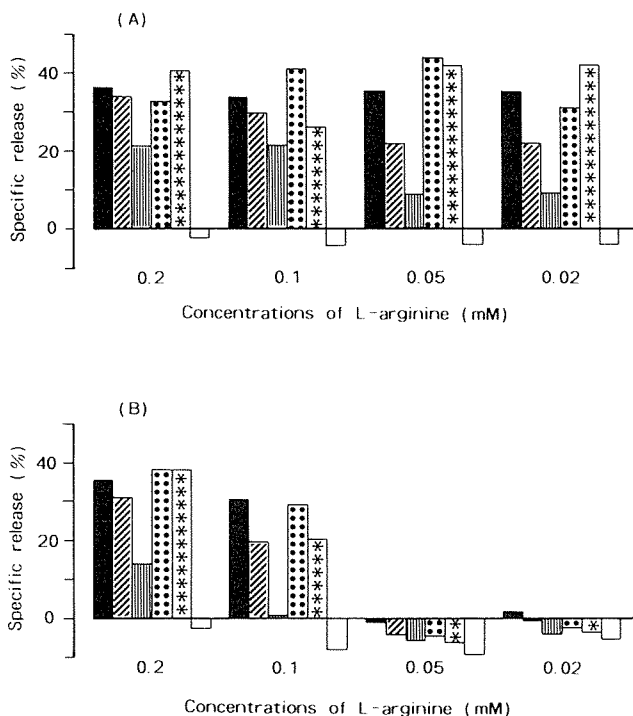 (A)
Specific release (%)
40
20
0
0.2 0.1 0.05 0.02
Concentrations of L-arginine (mM)
(B)
Specific release (%)
40
20
0
0.2 0.1 0.05 0.02
Concentrations of L-arginine (mM)